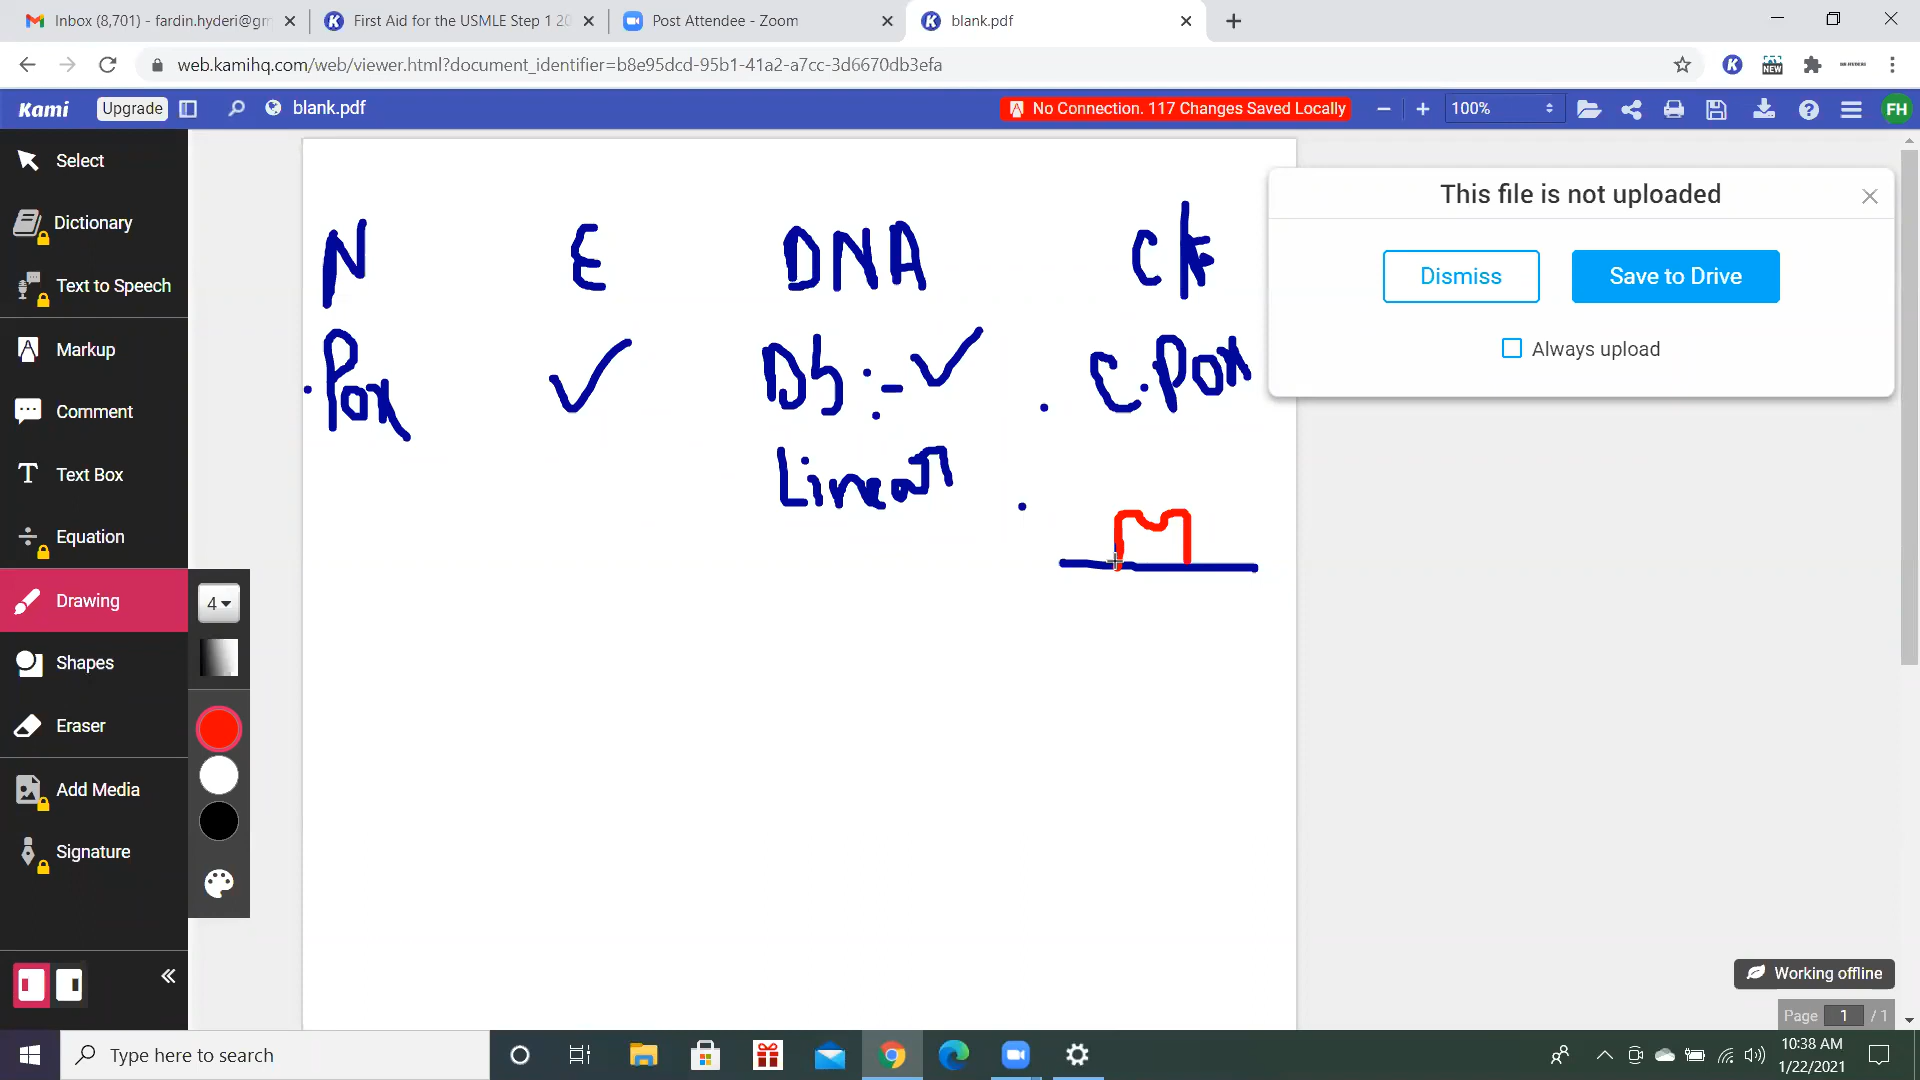 Inbox (8,701) - fardin.hyderi@gm
First Aid for the USMLE Step 1 20
Post Attendee - Zoom
blank.pdf
web.kamihq.com/web/viewer.html?document_identifier=b8e95dcd-95b1-41a2-a7cc-3d6670db3efa
NEW
Kami
Upgrade
blank.pdf
No Connection. 117 Changes Saved Locally
100%
FH
Select
Dictionary
Text to Speech
Markup
Comment
Text Box
Equation
Drawing
Shapes
Eraser
Add Media
Signature
4
This file is not uploaded
Dismiss
Save to Drive
Always upload
N E DNA
Pox DS :-
C.Pox
Linear
Working offline
Page 1 / 1
Type here to search
10:38 AM
1/22/2021